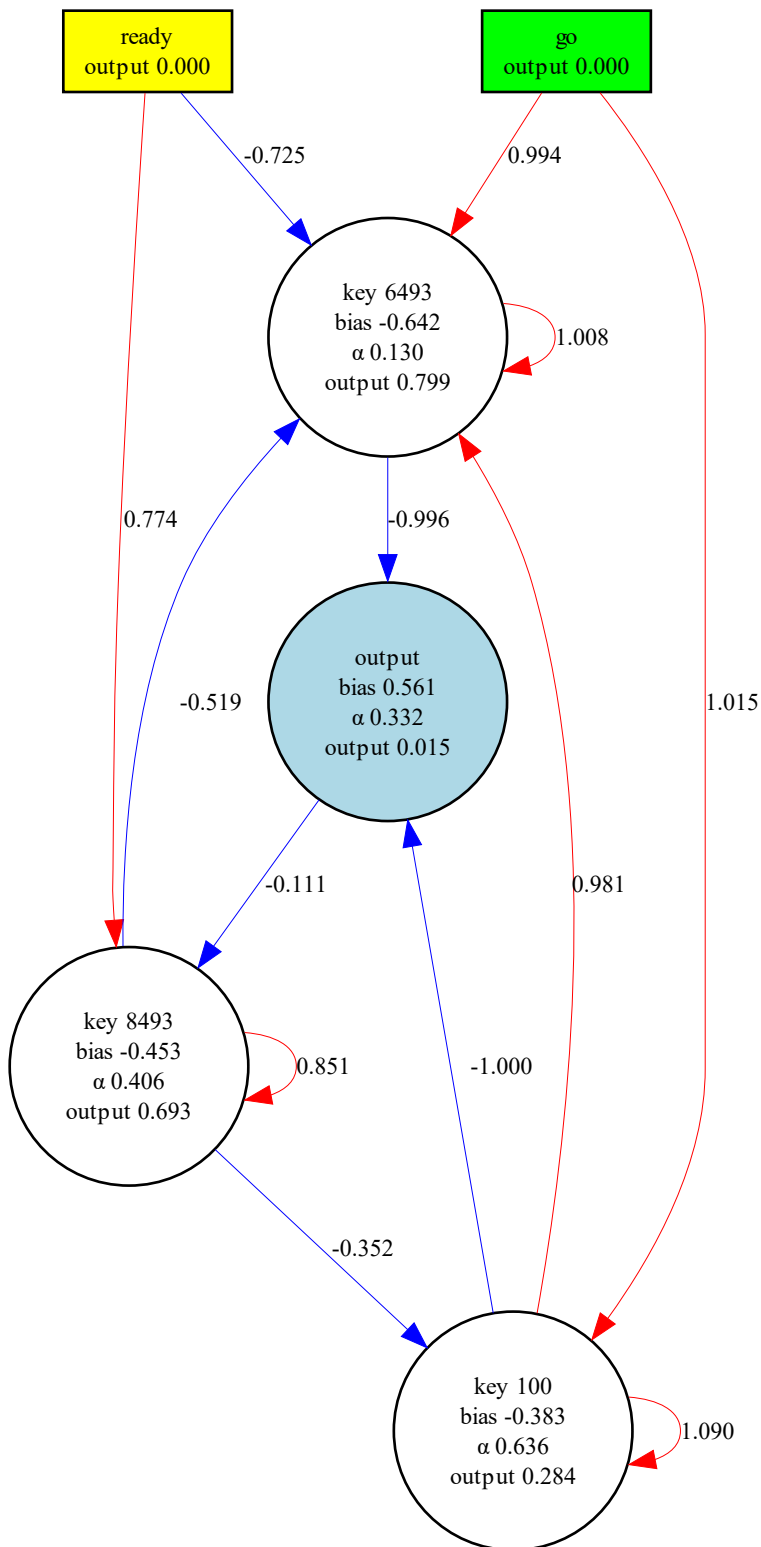 ready
output 0.000
go
output 0.000
-0.725
0.994
key 6493
bias -0.642
α 0.130
output 0.799
1.008
0.774
-0.996
output
bias 0.561
α 0.332
output 0.015
-0.519
1.015
-0.111
0.981
key 8493
bias -0.453
α 0.406
output 0.693
0.851
-1.000
-0.352
key 100
bias -0.383
α 0.636
output 0.284
1.090